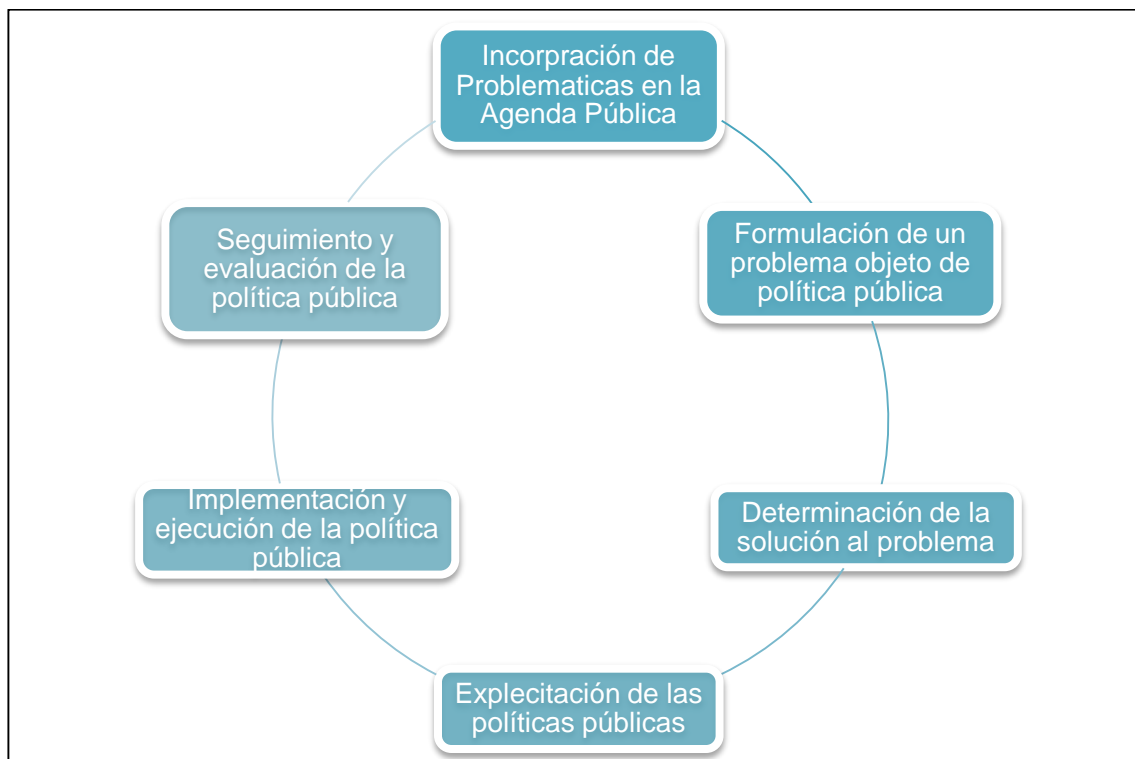 Incorpración de
Problematicas en la
Agenda Pública
Formulación de un
problema objeto de
política pública
Determinación de la
solución al problema
Explecitación de las
políticas públicas
Implementación y
ejecución de la política
pública
Seguimiento y
evaluación de la
política pública